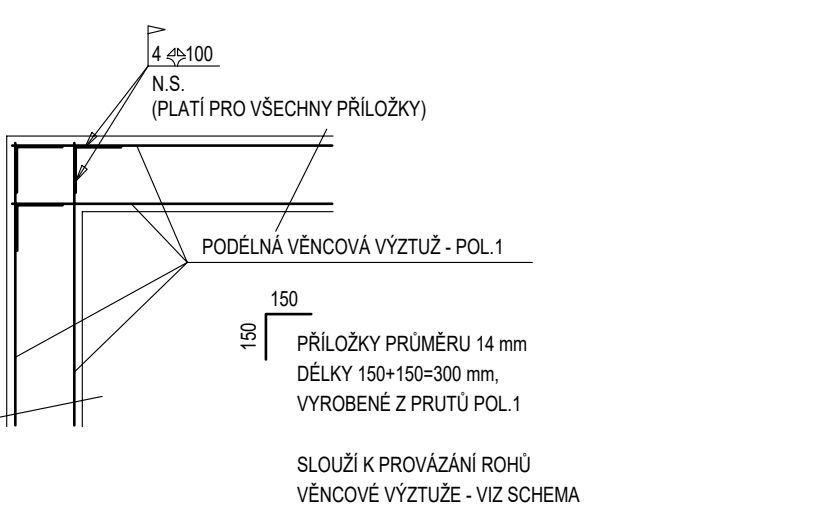 4 100
N.S.
(PLATÍ PRO VŠECHNY PŘÍLOŽKY)
PODÉLNÁ VĚNCOVÁ VÝZTUŽ - POL.1
150
150
PŘÍLOŽKY PRŮMĚRU 14 mm
DÉLKY 150+150=300 mm,
VYROBENÉ Z PRUTŮ POL.1
SLOUŽÍ K PROVÁZÁNÍ ROHŮ
VĚNCOVÉ VÝZTUŽE - VIZ SCHEMA